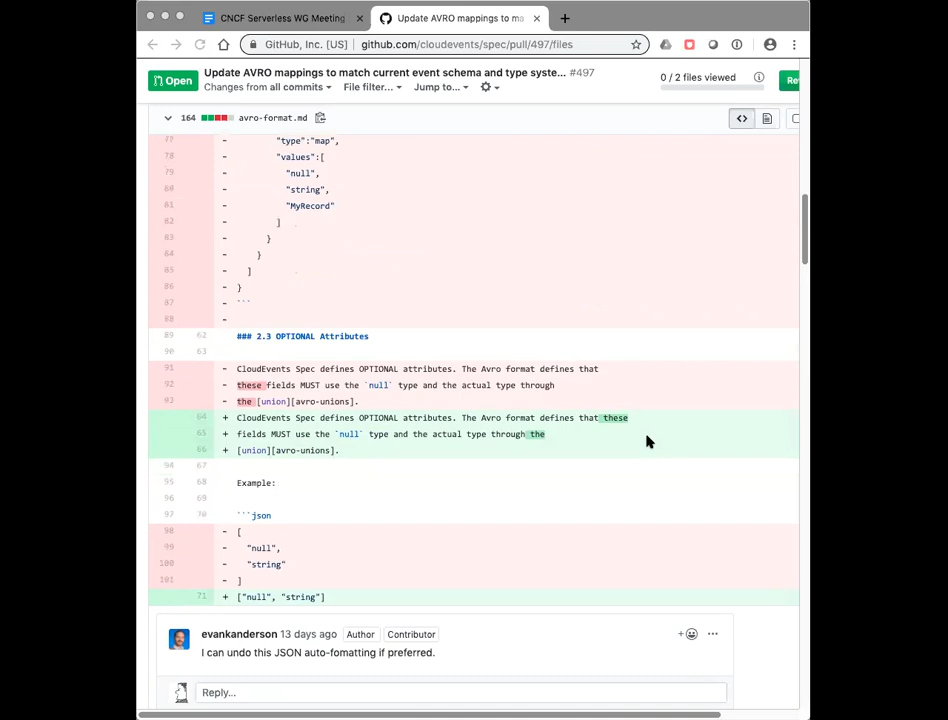 CNCF Serverless WG Meeting
Update AVRO mappings to ma
GitHub, Inc. [US]
github.com/cloudevents/spec/pull/497/files
Open
Update AVRO mappings to match current event schema and type syste... #497
Changes from all commits
File filter...
Jump to...
0 / 2 files viewed
Re
164
avro-format.md
77 - "type":"map",
78 - "values":[
79 - "null",
80 - "string",
81 - "MyRecord"
82 - ]
83 - }
84 - }
85 - ]
86 - }
87 - ```
88 -
89 62 ### 2.3 OPTIONAL Attributes
90 63
91 - CloudEvents Spec defines OPTIONAL attributes. The Avro format defines that
92 - these fields MUST use the `null` type and the actual type through
93 - the [union][avro-unions].
64 + CloudEvents Spec defines OPTIONAL attributes. The Avro format defines that these
65 + fields MUST use the `null` type and the actual type through the
66 + [union][avro-unions].
94 67
95 68 Example:
96 69
97 70 ```json
98 - [
99 - "null",
100 - "string"
101 - ]
71 + ["null", "string"]
evankanderson 13 days ago Author Contributor
I can undo this JSON auto-fomatting if preferred.
Reply...